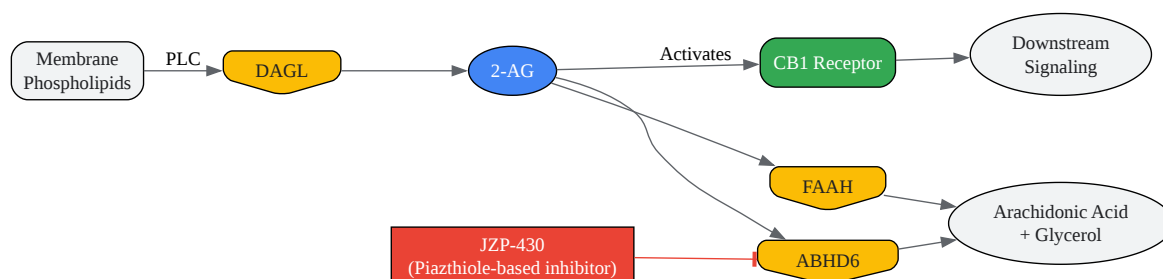 Membrane
Phospholipids
PLC
DAGL
2-AG
Activates
CB1 Receptor
Downstream
Signaling
FAAH
Arachidonic Acid
+ Glycerol
JZP-430
(Piazthiole-based inhibitor)
ABHD6